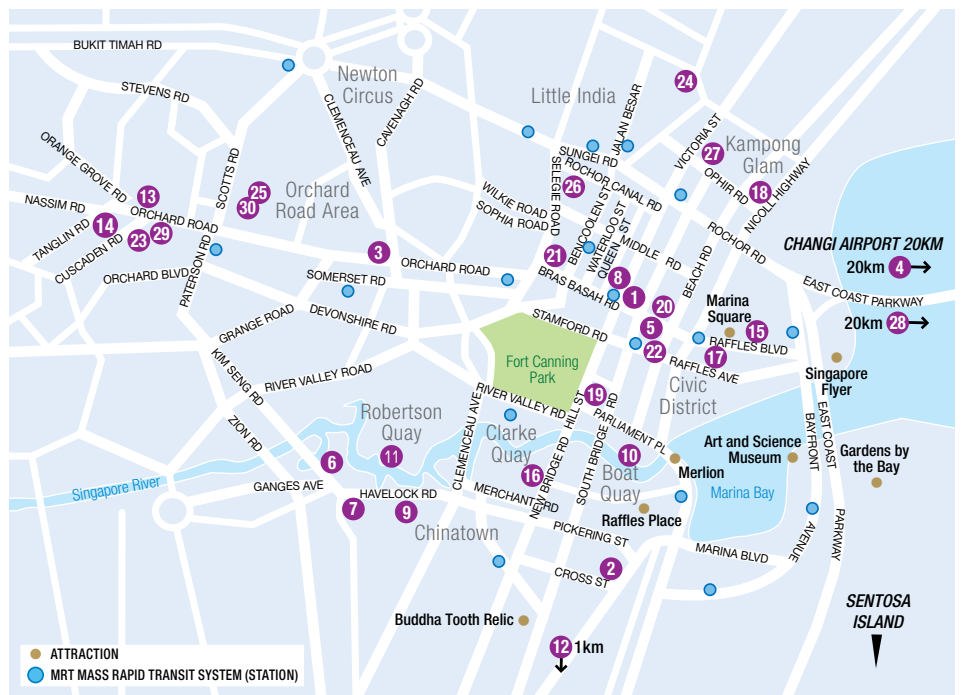 BUKIT TIMAH RD
STEVENS RD
Newton
Circus
CLEMENCEAU AVE
CAVENAGH RD
Little India
JALAN BESAR
24
VICTORIA ST
27
Kampong
Glam
OPHIR RD
18
NICOLL HIGHWAY
SUNGEI RD
ROCHOR CANAL RD
SELEGIE ROAD
26
WILKIE ROAD
SOPHIA ROAD
BENCOOLEN ST
WATERLOO ST
QUEEN ST
MIDDLE RD
ROCHOR RD
BEACH RD
ORANGE GROVE RD
NASSIM RD
13
ORCHARD ROAD
SCOTTS RD
25
30
Orchard
Road Area
14
TANGLIN RD
CUSCADEN RD
23
29
ORCHARD BLVD
PATERSON RD
3
ORCHARD ROAD
SOMERSET RD
DEVONSHIRE RD
GRANGE ROAD
21
BRAS BASAH RD
8
1
20
5
22
STAMFORD RD
CHANGI AIRPORT 20KM
20km 4
EAST COAST PARKWAY
20km 28
Marina
Square
15
RAFFLES BLVD
17
RAFFLES AVE
Singapore
Flyer
Civic
District
Fort Canning
Park
KIM SENG RD
RIVER VALLEY ROAD
RIVER VALLEY RD
HILL ST
19
PARLIAMENT PL
ZION RD
Robertson
Quay
11
6
CLEMENCEAU AVE
Clarke
Quay
16
NEW BRIDGE RD
SOUTH BRIDGE RD
10
Boat
Quay
Merlion
Art and Science
Museum
Marina Bay
EAST COAST
PARKWAY
BAYFRONT
AVENUE
Gardens by
the Bay
Singapore River
GANGES AVE
7
HAVELOCK RD
9
MERCHANT RD
Chinatown
Raffles Place
PICKERING ST
2
CROSS ST
MARINA BLVD
Buddha Tooth Relic
12 1km
SENTOSA
ISLAND
ATTRACTION
MRT MASS RAPID TRANSIT SYSTEM (STATION)